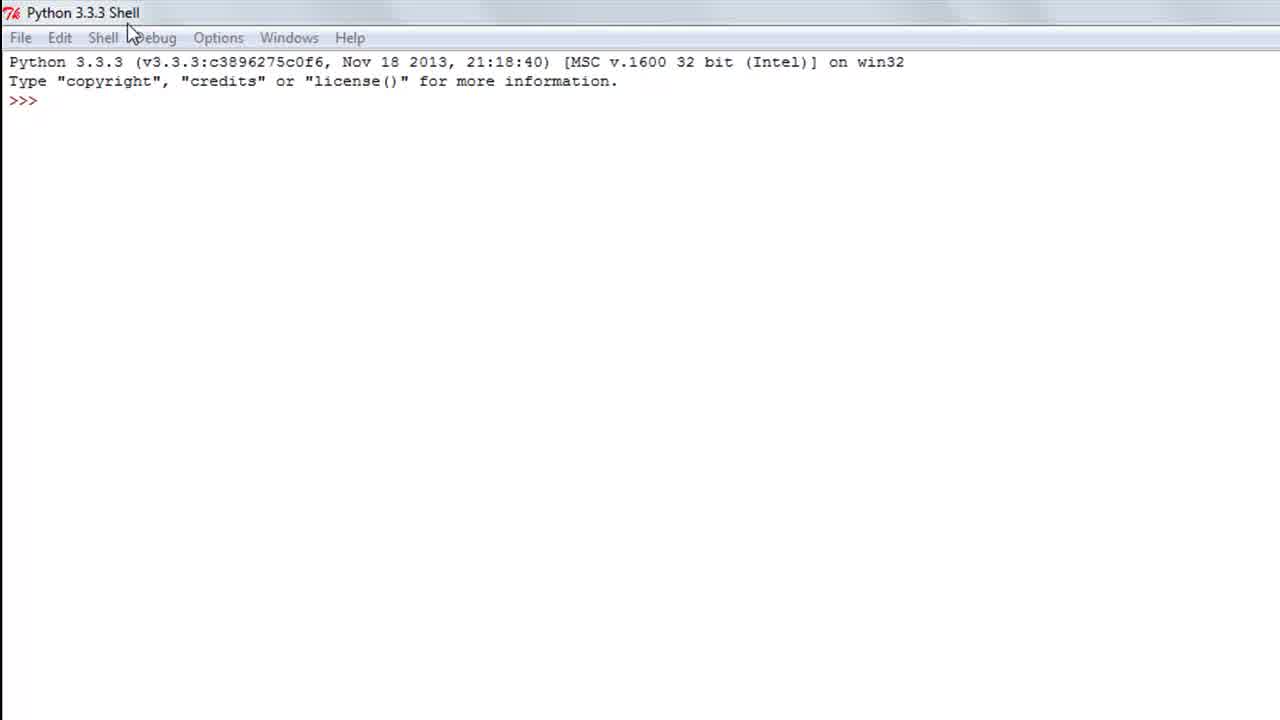 Python 3.3.3 Shell
File Edit Shell Debug Options Windows Help
Python 3.3.3 (v3.3.3:c3896275c0f6, Nov 18 2013, 21:18:40) [MSC v.1600 32 bit (Intel)] on win32
Type "copyright", "credits" or "license()" for more information.
>>>